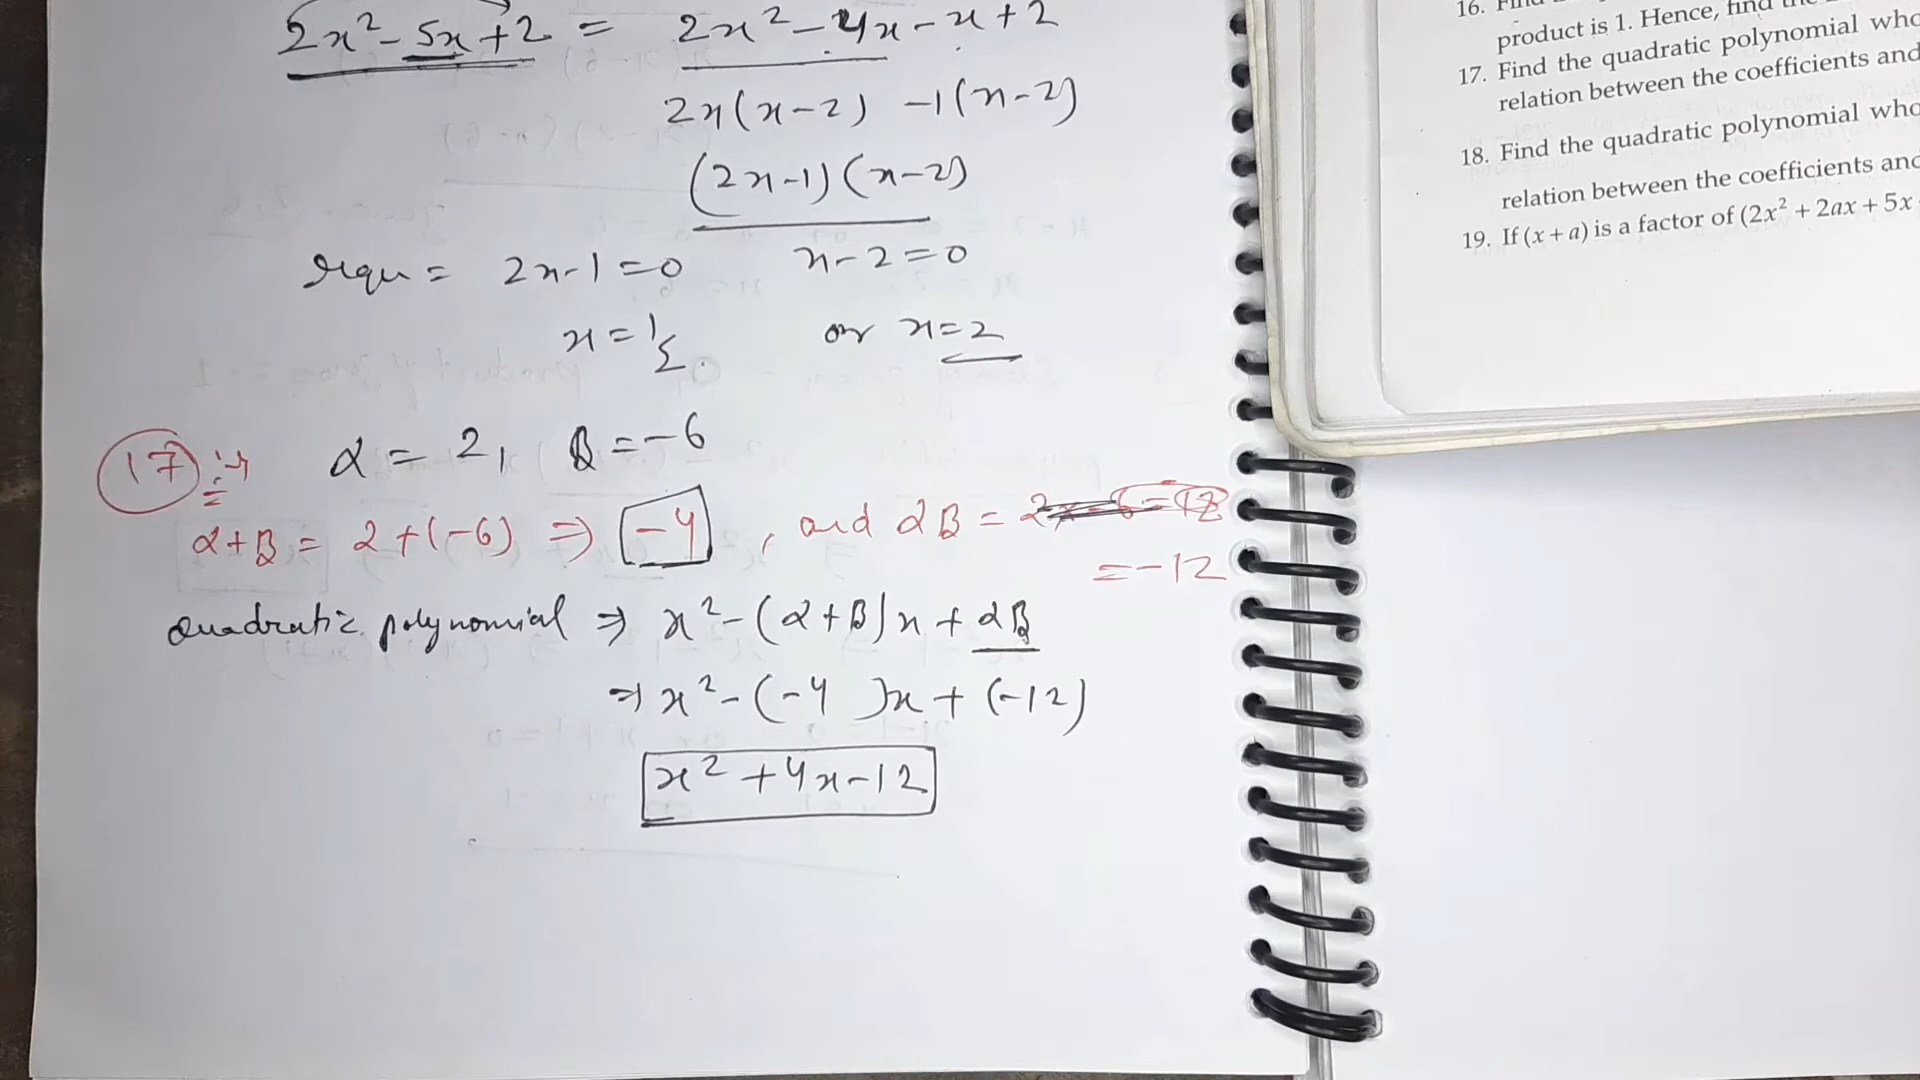 2x² - 5x + 2 = 2x² - 4x - x + 2
2x(x-2) -1(x-2)
(2x-1)(x-2)
2x-1=0 x-2=0
x = 1/2 or x=2
17 α = 2, β = -6
α+β = 2+(-6) ⇒ -4, and αβ =
= -12
Quadratic polynomial ⇒ x² - (α+β)x + αβ
⇒ x² - (-4)x + (-12)
x² + 4x - 12
16.
product is 1. Hence, find
17. Find the quadratic polynomial
relation between the coefficients and
18. Find the quadratic polynomial
relation between the coefficients and
19. If (x + a) is a factor of (2x² + 2ax + 5x